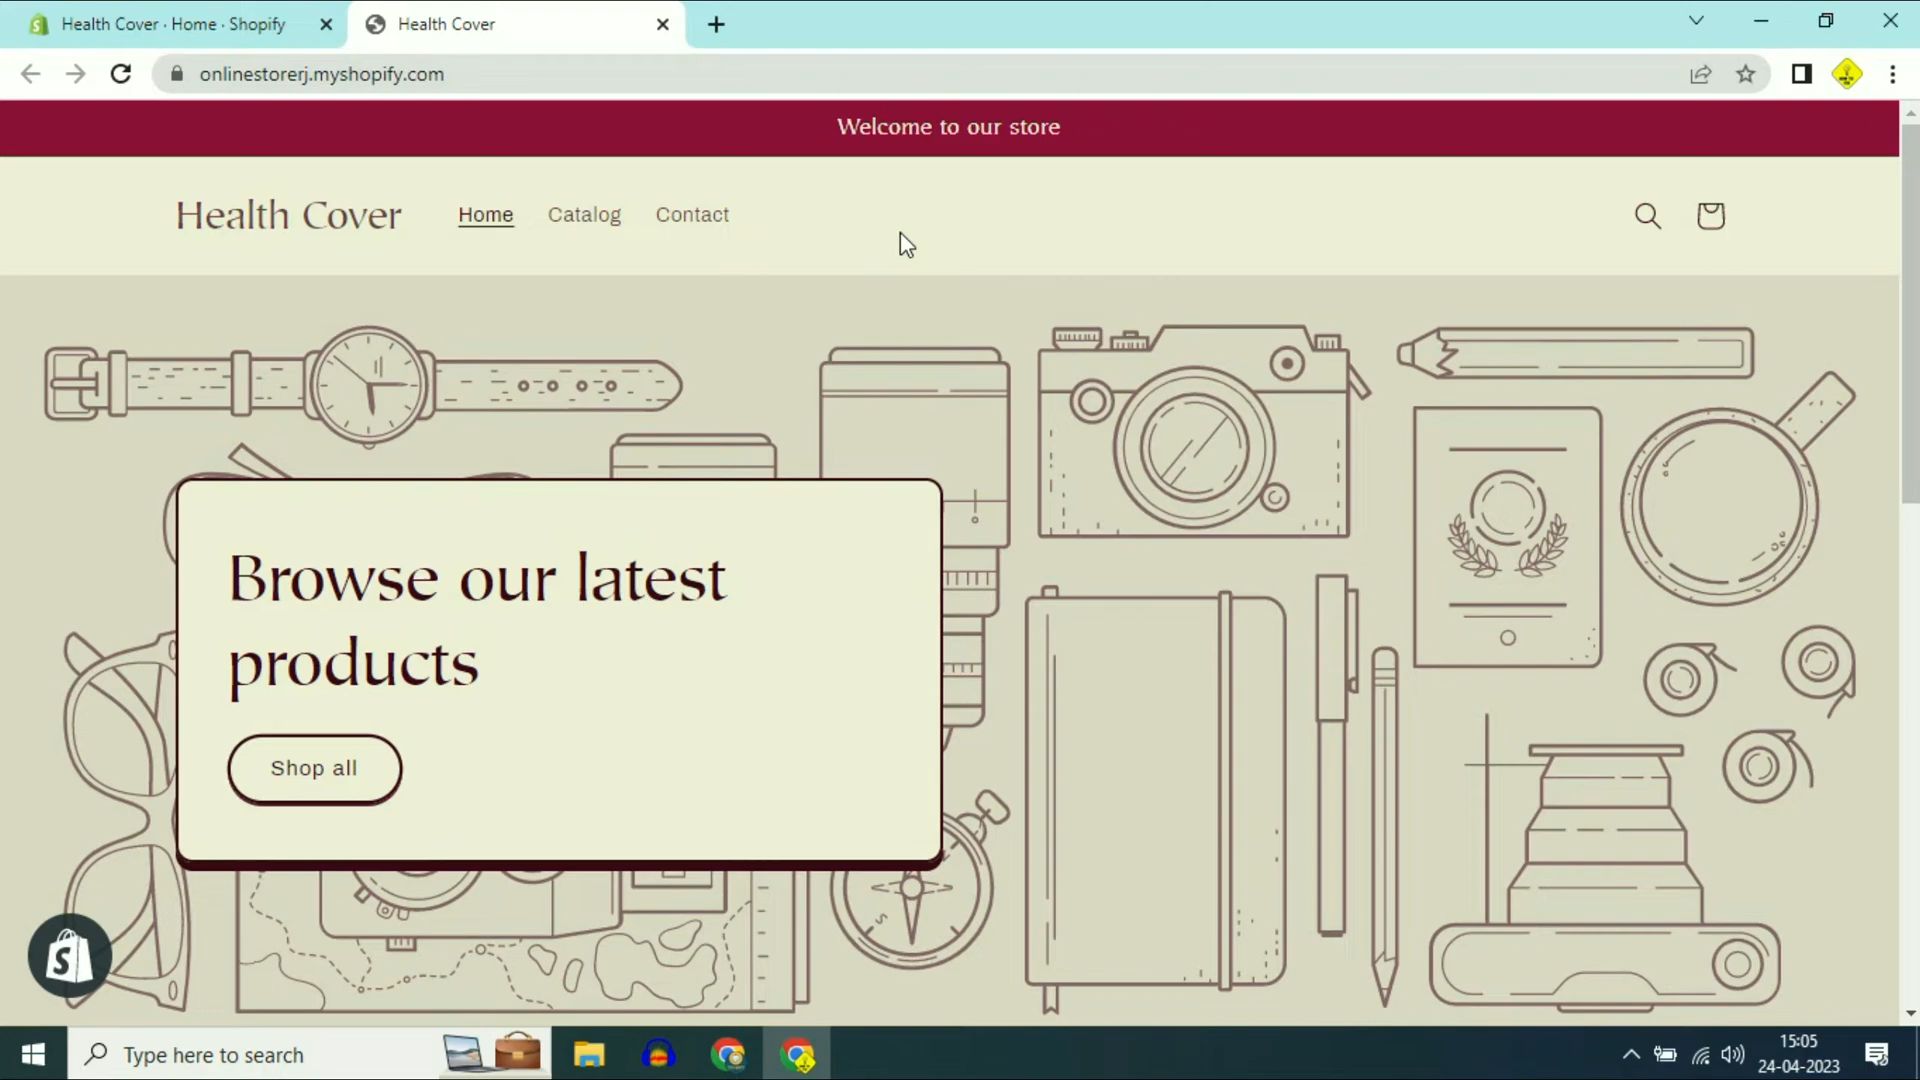 Health Cover · Home · Shopify
Health Cover
onlinestorerj.myshopify.com
Welcome to our store
Health Cover
Home
Catalog
Contact
Browse our latest
products
Shop all
Type here to search
15:05
24-04-2023